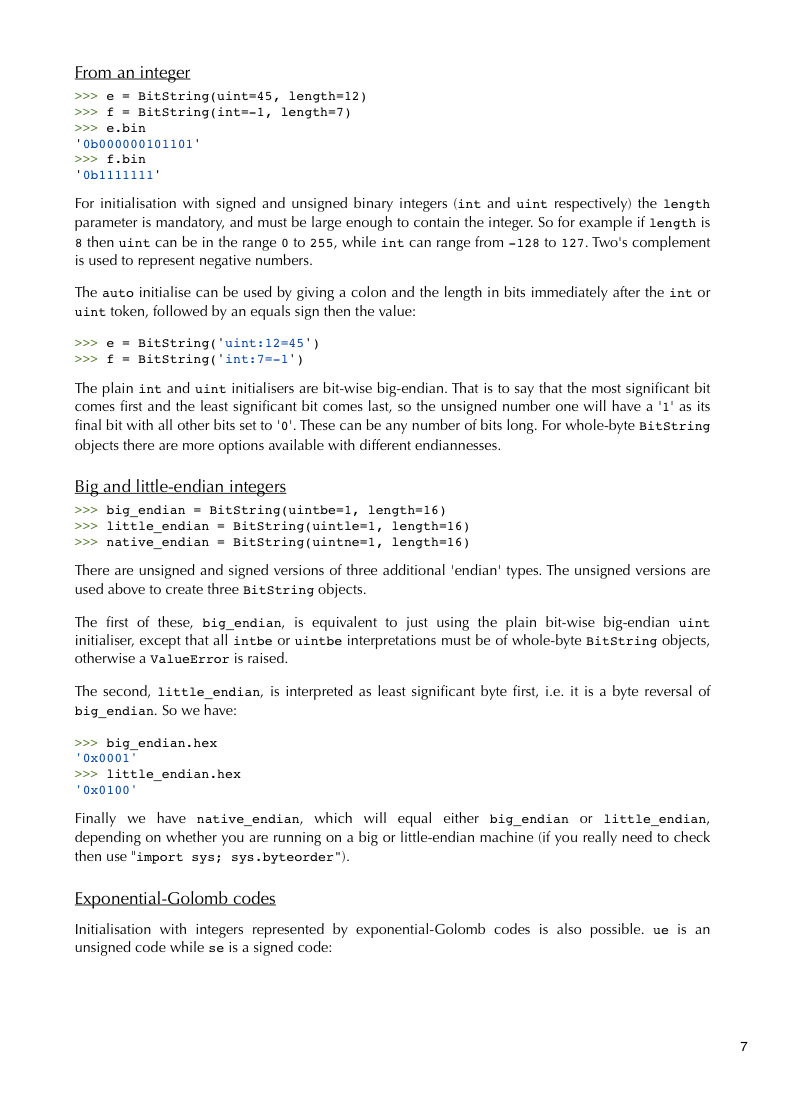 From an integer
>>> e = BitString(uint=45, length=12)
>>> f = BitString(int=-1, length=7)
>>> e.bin
'0b000000101101'
>>> f.bin
'0b1111111'
For initialisation with signed and unsigned binary integers (int and uint respectively) the length
parameter is mandatory, and must be large enough to contain the integer. So for example if length is
8 then uint can be in the range 0 to 255, while int can range from -128 to 127. Two's complement
is used to represent negative numbers.
The auto initialise can be used by giving a colon and the length in bits immediately after the int or
uint token, followed by an equals sign then the value:
>>> e = BitString('uint:12=45')
>>> f = BitString('int:7=-1')
The plain int and uint initialisers are bit-wise big-endian. That is to say that the most significant bit
comes first and the least significant bit comes last, so the unsigned number one will have a '1' as its
final bit with all other bits set to '0'. These can be any number of bits long. For whole-byte BitString
objects there are more options available with different endiannesses.
Big and little-endian integers
>>> big_endian = BitString(uintbe=1, length=16)
>>> little_endian = BitString(uintle=1, length=16)
>>> native_endian = BitString(uintne=1, length=16)
There are unsigned and signed versions of three additional 'endian' types. The unsigned versions are
used above to create three BitString objects.
The first of these, big_endian, is equivalent to just using the plain bit-wise big-endian uint
initialiser, except that all intbe or uintbe interpretations must be of whole-byte BitString objects,
otherwise a ValueError is raised.
The second, little_endian, is interpreted as least significant byte first, i.e. it is a byte reversal of
big_endian. So we have:
>>> big_endian.hex
'0x0001'
>>> little_endian.hex
'0x0100'
Finally we have native_endian, which will equal either big_endian or little_endian,
depending on whether you are running on a big or little-endian machine (if you really need to check
then use "import sys; sys.byteorder").
Exponential-Golomb codes
Initialisation with integers represented by exponential-Golomb codes is also possible. ue is an
unsigned code while se is a signed code:
7